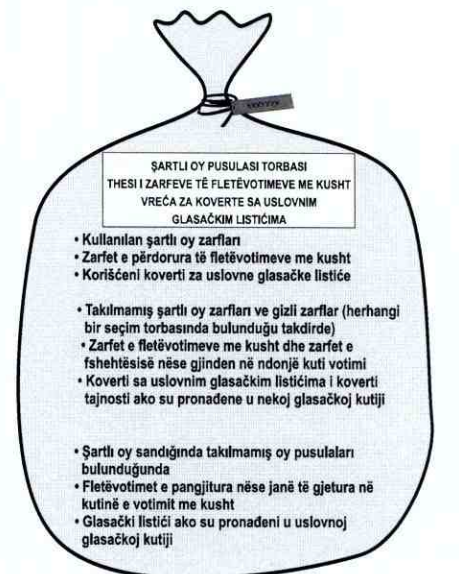 ŞARTLI OY PUSULASI TORBASI
THESI I ZARFEVE TË FLETËVOTIMEVE ME KUSHT
VREĆA ZA KOVERTE SA USLOVNIM
GLASAČKIM LISTIĆIMA
• Kullanılan şartlı oy zarfları
• Zarfet e përdorura të fletëvotimeve me kusht
• Korišćeni koverti za uslovne glasačke listiće
• Takılmamış şartlı oy zarfları ve gizli zarflar (herhangi
bir seçim torbasında bulunduğu takdirde)
• Zarfet e fletëvotimeve me kusht dhe zarfet e
fshehtësisë nëse gjinden në ndonjë kuti votimi
• Koverti sa uslovnim glasačkim listićima i koverti
tajnosti ako su pronađene u nekoj glasačkoj kutiji
• Şartlı oy sandığında takılmamış oy pusulaları
bulunduğunda
• Fletëvotimet e pangjitura nëse janë të gjetura në
kutinë e votimit me kusht
• Glasački listići ako su pronađeni u uslovnoj
glasačkoj kutiji